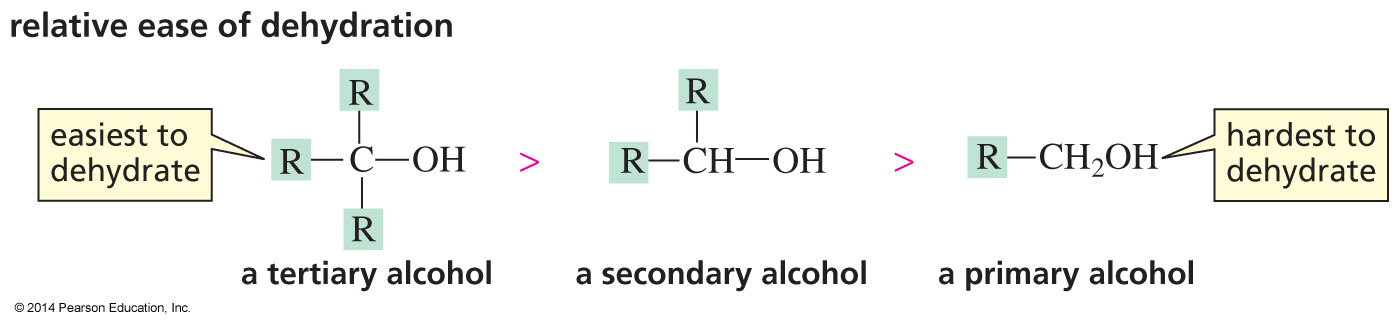 relative ease of dehydration
easiest to
dehydrate
R
R—C—OH
R
>
R
R—CH—OH
>
R—CH₂OH
hardest to
dehydrate
a tertiary alcohol
a secondary alcohol
a primary alcohol
© 2014 Pearson Education, Inc.